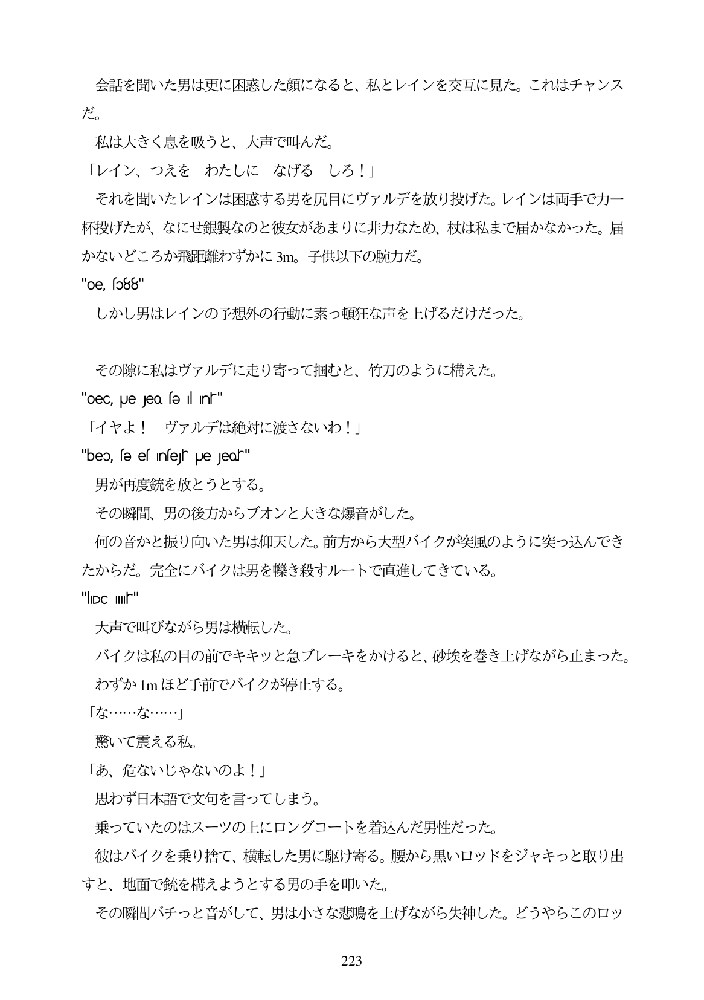 会話を聞いた男は更に困惑した顔になると、私とレインを交互に見た。これはチャンス
だ。
私は大きく息を吸うと、大声で叫んだ。
「レイン、つえを　わたしに　なげる　しろ！」
それを聞いたレインは困惑する男を尻目にヴァルデを放り投げた。レインは両手で力一
杯投げたが、なにせ銀製なのと彼女があまりに非力なため、杖は私まで届かなかった。届
かないどころか飛距離わずかに 3m。子供以下の腕力だ。
しかし男はレインの予想外の行動に素っ頓狂な声を上げるだけだった。
その隙に私はヴァルデに走り寄って掴むと、竹刀のように構えた。
「イヤよ！　ヴァルデは絶対に渡さないわ！」
男が再度銃を放とうとする。
その瞬間、男の後方からブオンと大きな爆音がした。
何の音かと振り向いた男は仰天した。前方から大型バイクが突風のように突っ込んでき
たからだ。完全にバイクは男を轢き殺すルートで直進してきている。
大声で叫びながら男は横転した。
バイクは私の目の前でキキッと急ブレーキをかけると、砂埃を巻き上げながら止まった。
わずか 1m ほど手前でバイクが停止する。
「な……な……」
驚いて震える私。
「あ、危ないじゃないのよ！」
思わず日本語で文句を言ってしまう。
乗っていたのはスーツの上にロングコートを着込んだ男性だった。
彼はバイクを乗り捨て、横転した男に駆け寄る。腰から黒いロッドをジャキっと取り出
すと、地面で銃を構えようとする男の手を叩いた。
その瞬間バチっと音がして、男は小さな悲鳴を上げながら失神した。どうやらこのロッ
223